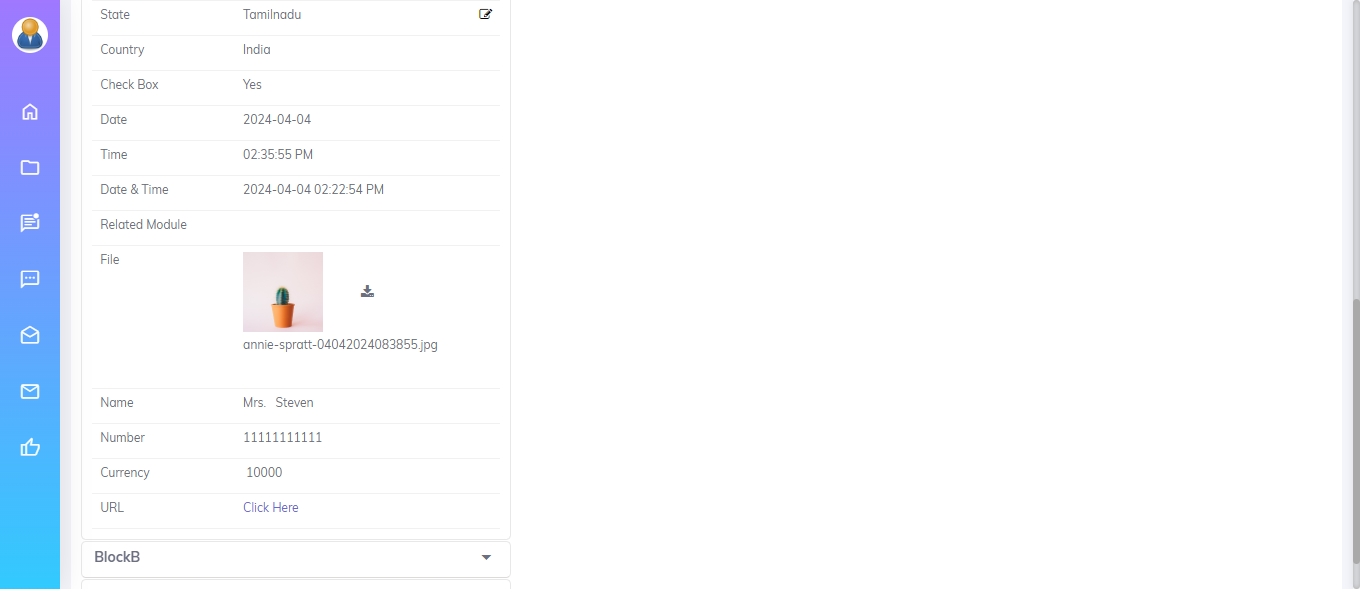 State Tamilnadu
Country India
Check Box Yes
Date 2024-04-04
Time 02:35:55 PM
Date & Time 2024-04-04 02:22:54 PM
Related Module
File
annie-spratt-04042024083855.jpg
Name Mrs. Steven
Number 11111111111
Currency 10000
URL Click Here
BlockB